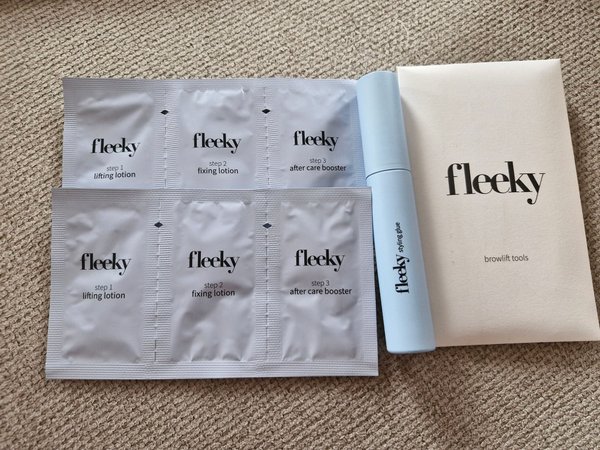 fleeky
step 1
lifting lotion
fleeky
step 2
fixing lotion
fleeky
step 3
after care booster
fleeky
step 1
lifting lotion
fleeky
step 2
fixing lotion
fleeky
step 3
after care booster
fleeky styling glue
fleeky
browlift tools